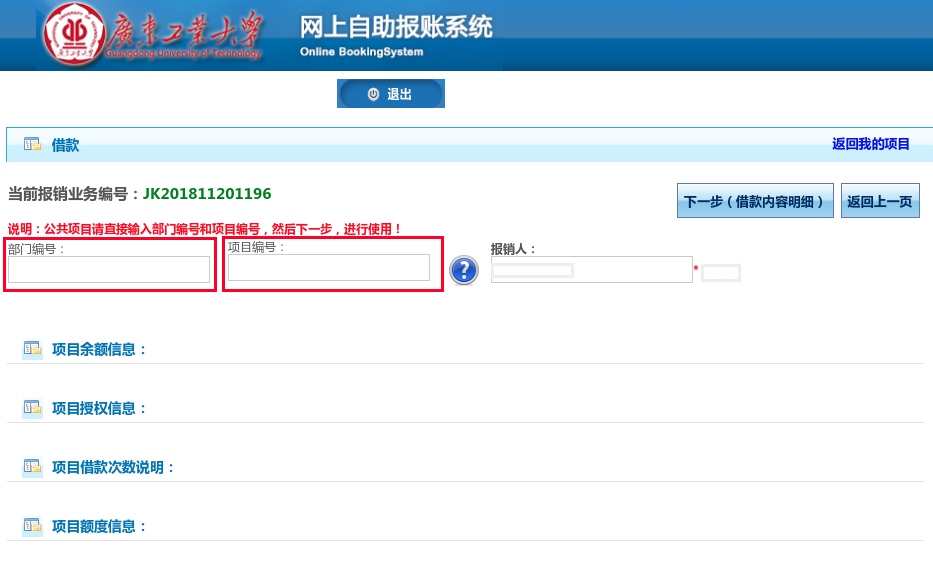 廣東工業大學
Guangdong University of Technology
网上自助报账系统
Online BookingSystem
退出
借款
返回我的项目
当前报销业务编号：JK201811201196
下一步（借款内容明细）
返回上一页
说明：公共项目请直接输入部门编号和项目编号，然后下一步，进行使用！
部门编号：
项目编号：
报销人：
*
项目余额信息：
项目授权信息：
项目借款次数说明：
项目额度信息：